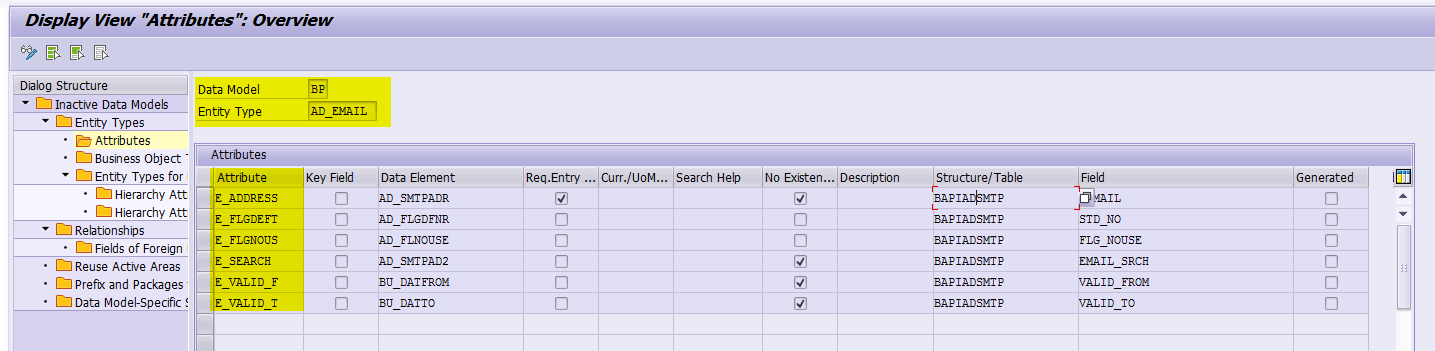 Display View "Attributes": Overview
Dialog Structure
Inactive Data Models
Entity Types
Attributes
Business Object T
Entity Types for
Hierarchy Att
Hierarchy Att
Relationships
Fields of Foreign
Reuse Active Areas
Prefix and Packages
Data Model-Specific S
Data Model BP
Entity Type AD_EMAIL
Attributes
Attribute Key Field Data Element Req.Entry ... Curr./UoM... Search Help No Existen... Description Structure/Table Field Generated
E_ADDRESS AD_SMTPADR BAPIADSMTP MAIL
E_FLGDEFT AD_FLGDFNR BAPIADSMTP STD_NO
E_FLGNOUS AD_FLNOUSE BAPIADSMTP FLG_NOUSE
E_SEARCH AD_SMTPAD2 BAPIADSMTP EMAIL_SRCH
E_VALID_F BU_DATFROM BAPIADSMTP VALID_FROM
E_VALID_T BU_DATTO BAPIADSMTP VALID_TO